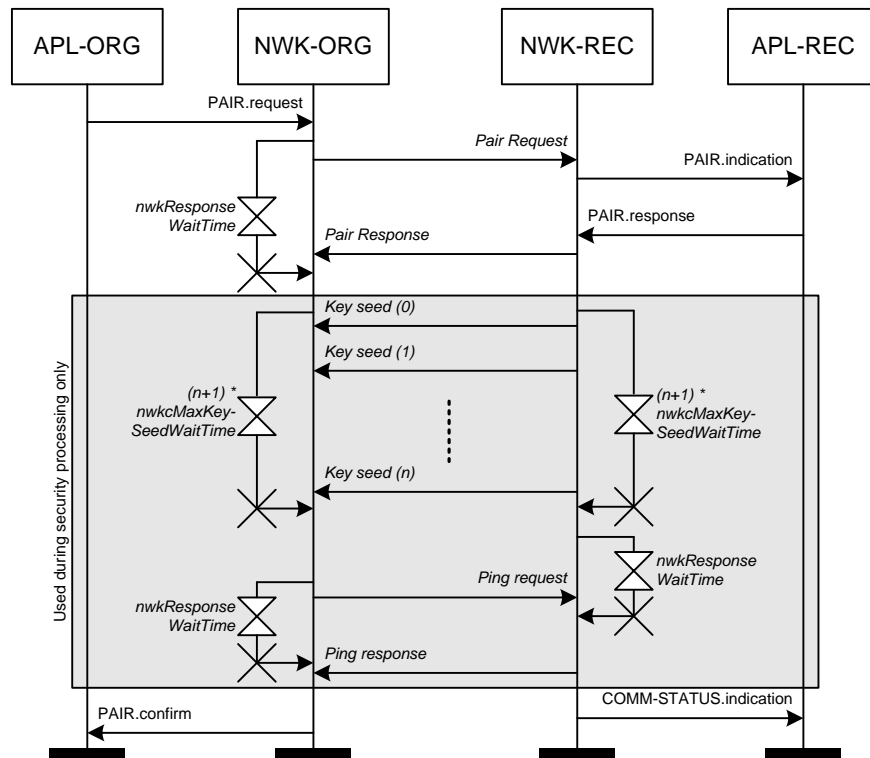 APL-ORG
NWK-ORG
NWK-REC
APL-REC
PAIR.request
Pair Request
PAIR.indication
nwkResponse
WaitTime
PAIR.response
Pair Response
Used during security processing only
Key seed (0)
Key seed (1)
(n+1) *
nwkcMaxKey-
SeedWaitTime
(n+1) *
nwkcMaxKey-
SeedWaitTime
Key seed (n)
nwkResponse
WaitTime
Ping request
nwkResponse
WaitTime
Ping response
COMM-STATUS.indication
PAIR.confirm